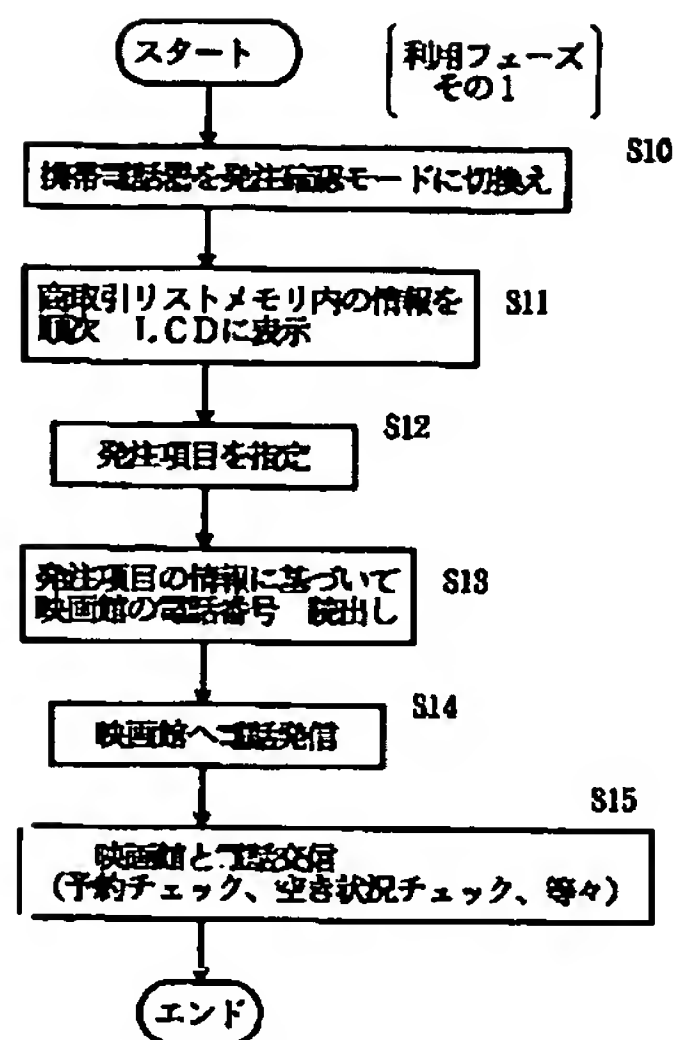 スタート
利用フェーズ
その1
S10
携帯電話器を発注確認モードに切換え
S11
商取引リストメモリ内の情報を
順次 LCDに表示
S12
発注項目を指定
S13
発注項目の情報に基づいて
映画館の電話番号 読出し
S14
映画館へ電話発信
S15
映画館と電話交信
(予約チェック、空き状況チェック、等々)
エンド